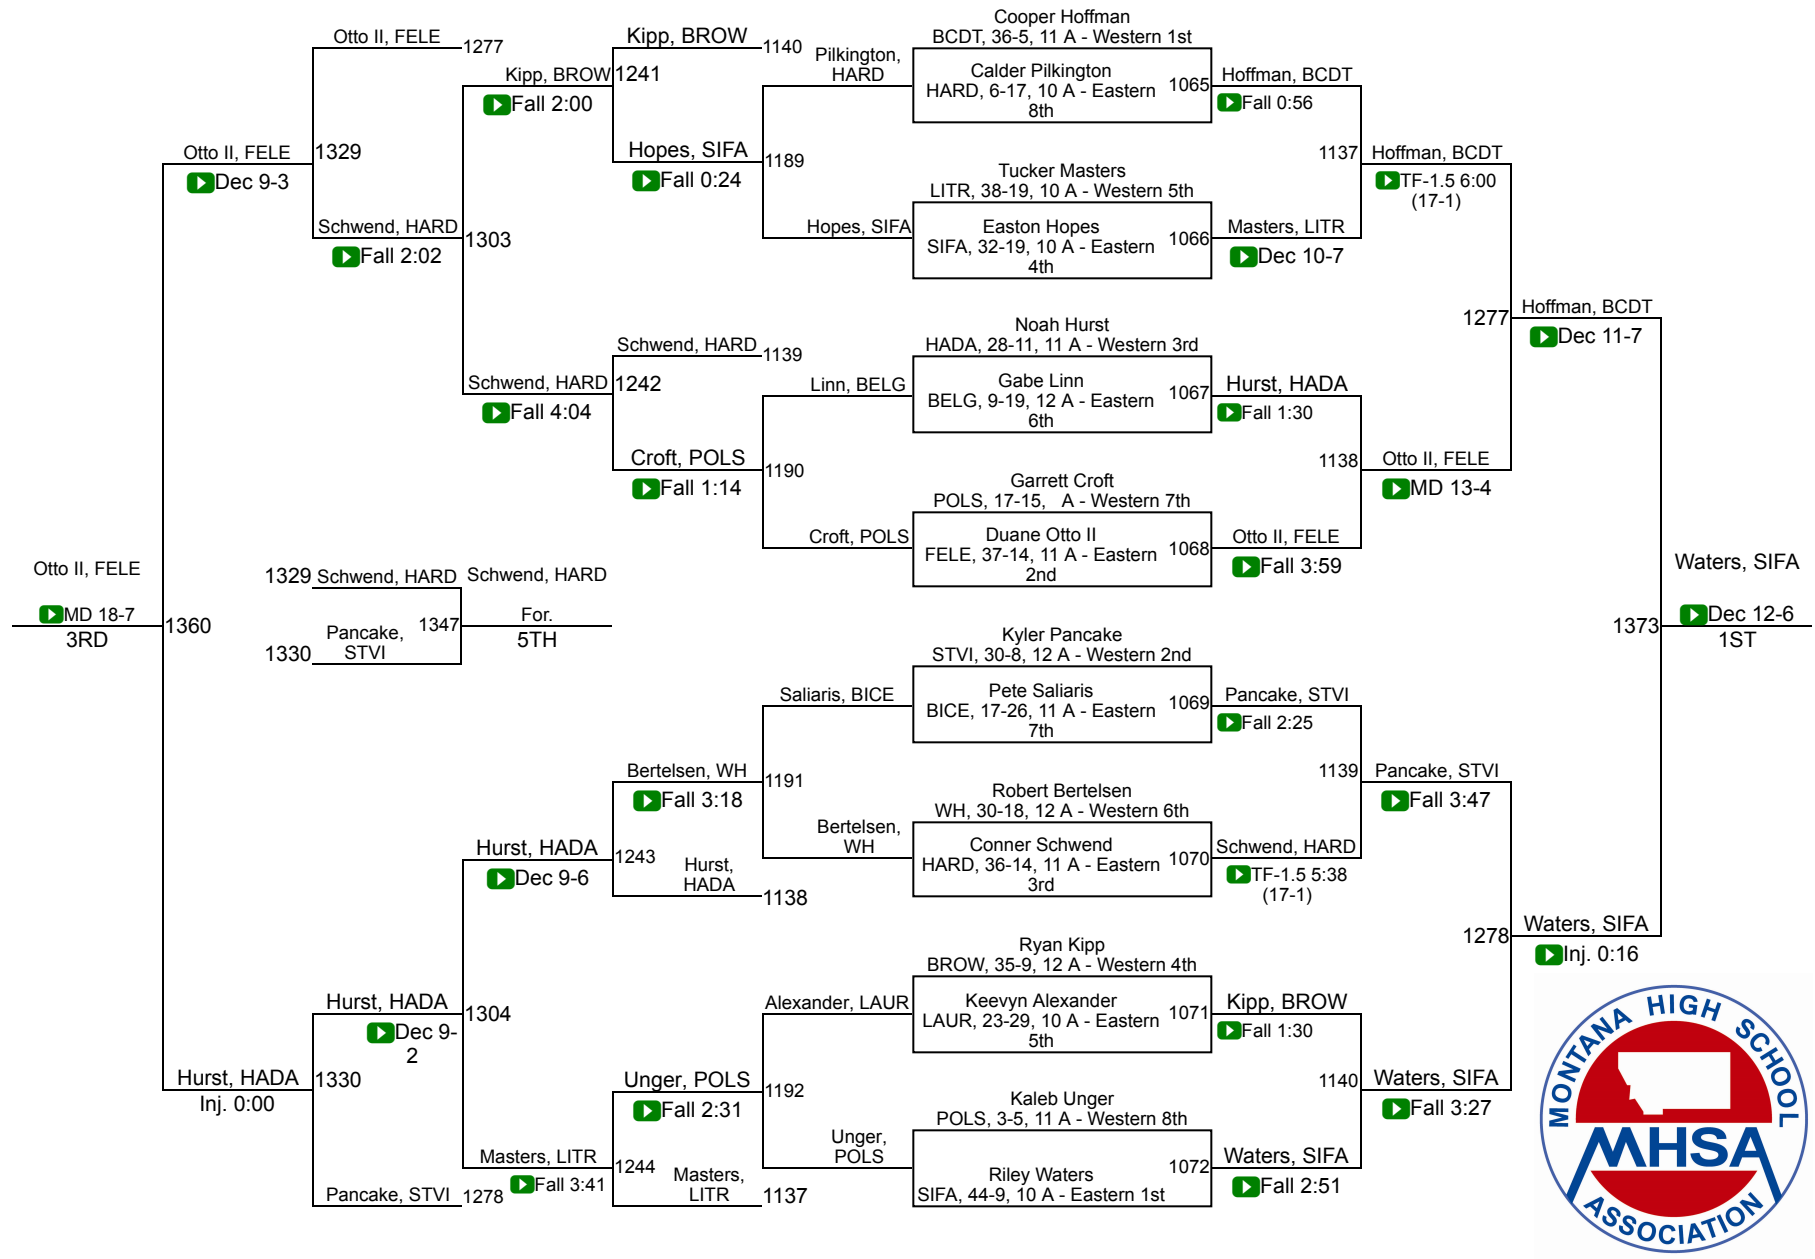 Otto II, FELE
1277
Kipp, BROW
1140
Kipp, BROW
1241
Fall 2:00
Otto II, FELE
1329
Dec 9-3
Hopes, SIFA
1189
Fall 0:24
Schwend, HARD
1303
Fall 2:02
Schwend, HARD
1139
Schwend, HARD
1242
Fall 4:04
Croft, POLS
1190
Fall 1:14
Pilkington,
HARD
Hopes, SIFA
Linn, BELG
Croft, POLS
Cooper Hoffman
BCDT, 36-5, 11 A - Western 1st
Calder Pilkington
HARD, 6-17, 10 A - Eastern
8th
1065
Hoffman, BCDT
Fall 0:56
Tucker Masters
LITR, 38-19, 10 A - Western 5th
Easton Hopes
SIFA, 32-19, 10 A - Eastern
4th
1066
Masters, LITR
Dec 10-7
1137
Hoffman, BCDT
TF-1.5 6:00
(17-1)
Noah Hurst
HADA, 28-11, 11 A - Western 3rd
Gabe Linn
BELG, 9-19, 12 A - Eastern
6th
1067
Hurst, HADA
Fall 1:30
Garrett Croft
POLS, 17-15, A - Western 7th
Duane Otto II
FELE, 37-14, 11 A - Eastern
2nd
1068
Otto II, FELE
Fall 3:59
1138
Otto II, FELE
MD 13-4
1277
Hoffman, BCDT
Dec 11-7
Otto II, FELE
MD 18-7
3RD
1360
1329
Schwend, HARD
1330
Pancake,
STVI
1347
Schwend, HARD
For.
5TH
1373
Waters, SIFA
Dec 12-6
1ST
Kyler Pancake
STVI, 30-8, 12 A - Western 2nd
Pete Saliaris
BICE, 17-26, 11 A - Eastern
7th
1069
Pancake, STVI
Fall 2:25
Saliaris, BICE
Bertelsen, WH
1191
Fall 3:18
Bertelsen,
WH
Robert Bertelsen
WH, 30-18, 12 A - Western 6th
Conner Schwend
HARD, 36-14, 11 A - Eastern
3rd
1070
Schwend, HARD
TF-1.5 5:38
(17-1)
1139
Pancake, STVI
Fall 3:47
Hurst, HADA
1243
Dec 9-6
Hurst,
HADA
1138
Ryan Kipp
BROW, 35-9, 12 A - Western 4th
Keevyn Alexander
LAUR, 23-29, 10 A - Eastern
5th
1071
Kipp, BROW
Fall 1:30
Alexander, LAUR
Hurst, HADA
1304
Dec 9-
2
1278
Waters, SIFA
Inj. 0:16
Hurst, HADA
1330
Inj. 0:00
Unger, POLS
1192
Fall 2:31
Unger,
POLS
Kaleb Unger
POLS, 3-5, 11 A - Western 8th
Riley Waters
SIFA, 44-9, 10 A - Eastern 1st
1072
Waters, SIFA
Fall 2:51
1140
Waters, SIFA
Fall 3:27
Masters, LITR
1244
Fall 3:41
Masters,
LITR
1137
Pancake, STVI
1278
MONTANA HIGH SCHOOL
MHSA
ASSOCIATION